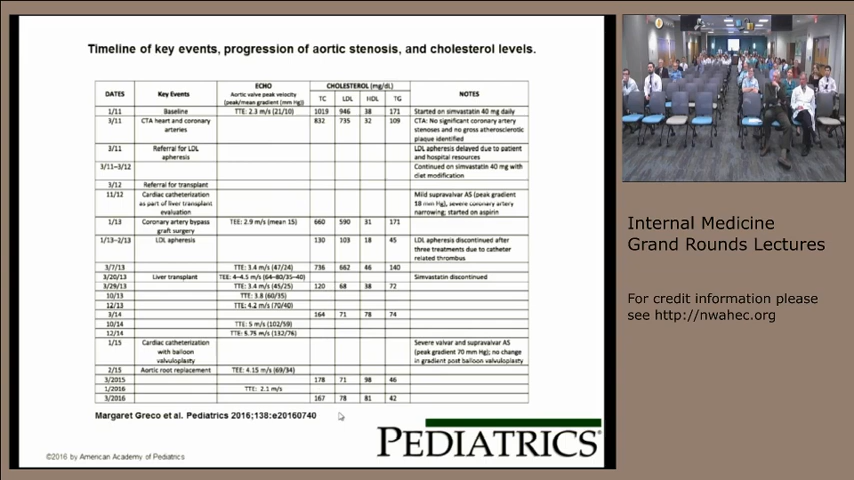 Timeline of key events, progression of aortic stenosis, and cholesterol levels.
DATES Key Events ECHO Aortic valve peak velocity (peak/mean gradient (mm Hg)) CHOLESTEROL (mg/dL) TC LDL HDL TG NOTES
1/11 Baseline TTE: 2.3 m/s (21/10) 1019 946 38 171 Started on simvastatin 40 mg daily
3/11 CTA heart and coronary arteries 832 735 32 109 CTA: No significant coronary artery stenoses and no gross atherosclerotic plaque identified
3/11 Referral for LDL apheresis LDL apheresis delayed due to patient and hospital resources
3/11–3/12 Continued on simvastatin 40 mg with diet modification
3/12 Referral for transplant
11/12 Cardiac catheterization as part of liver transplant evaluation Mild supravalvar AS (peak gradient 18 mm Hg), severe coronary artery narrowing; started on aspirin
1/13 Coronary artery bypass graft surgery TEE: 2.9 m/s (mean 15) 660 590 31 171
1/13–2/13 LDL apheresis 130 103 18 45 LDL apheresis discontinued after three treatments due to catheter related thrombus
3/7/13 TTE: 3.4 m/s (47/24) 736 662 46 140
3/20/13 Liver transplant TEE: 4–4.5 m/s (64–80/35–40) Simvastatin discontinued
3/29/13 TTE: 3.4 m/s (45/25) 120 68 38 72
10/13 TTE: 3.8 (60/35)
12/13 TTE: 4.2 m/s (70/40)
3/14 164 71 78 74
10/14 TTE: 5 m/s (102/59)
12/14 TTE: 5.75 m/s (132/76)
1/15 Cardiac catheterization with balloon valvuloplasty Severe valvar and supravalvar AS (peak gradient 70 mm Hg); no change in gradient post balloon valvuloplasty
2/15 Aortic root replacement TEE: 4.15 m/s (69/34)
3/2015 178 71 98 46
1/2016 TTE: 2.1 m/s
3/2016 167 78 81 42
Margaret Greco et al. Pediatrics 2016;138:e20160740
PEDIATRICS
©2016 by American Academy of Pediatrics
Internal Medicine
Grand Rounds Lectures
For credit information please
see http://nwahec.org